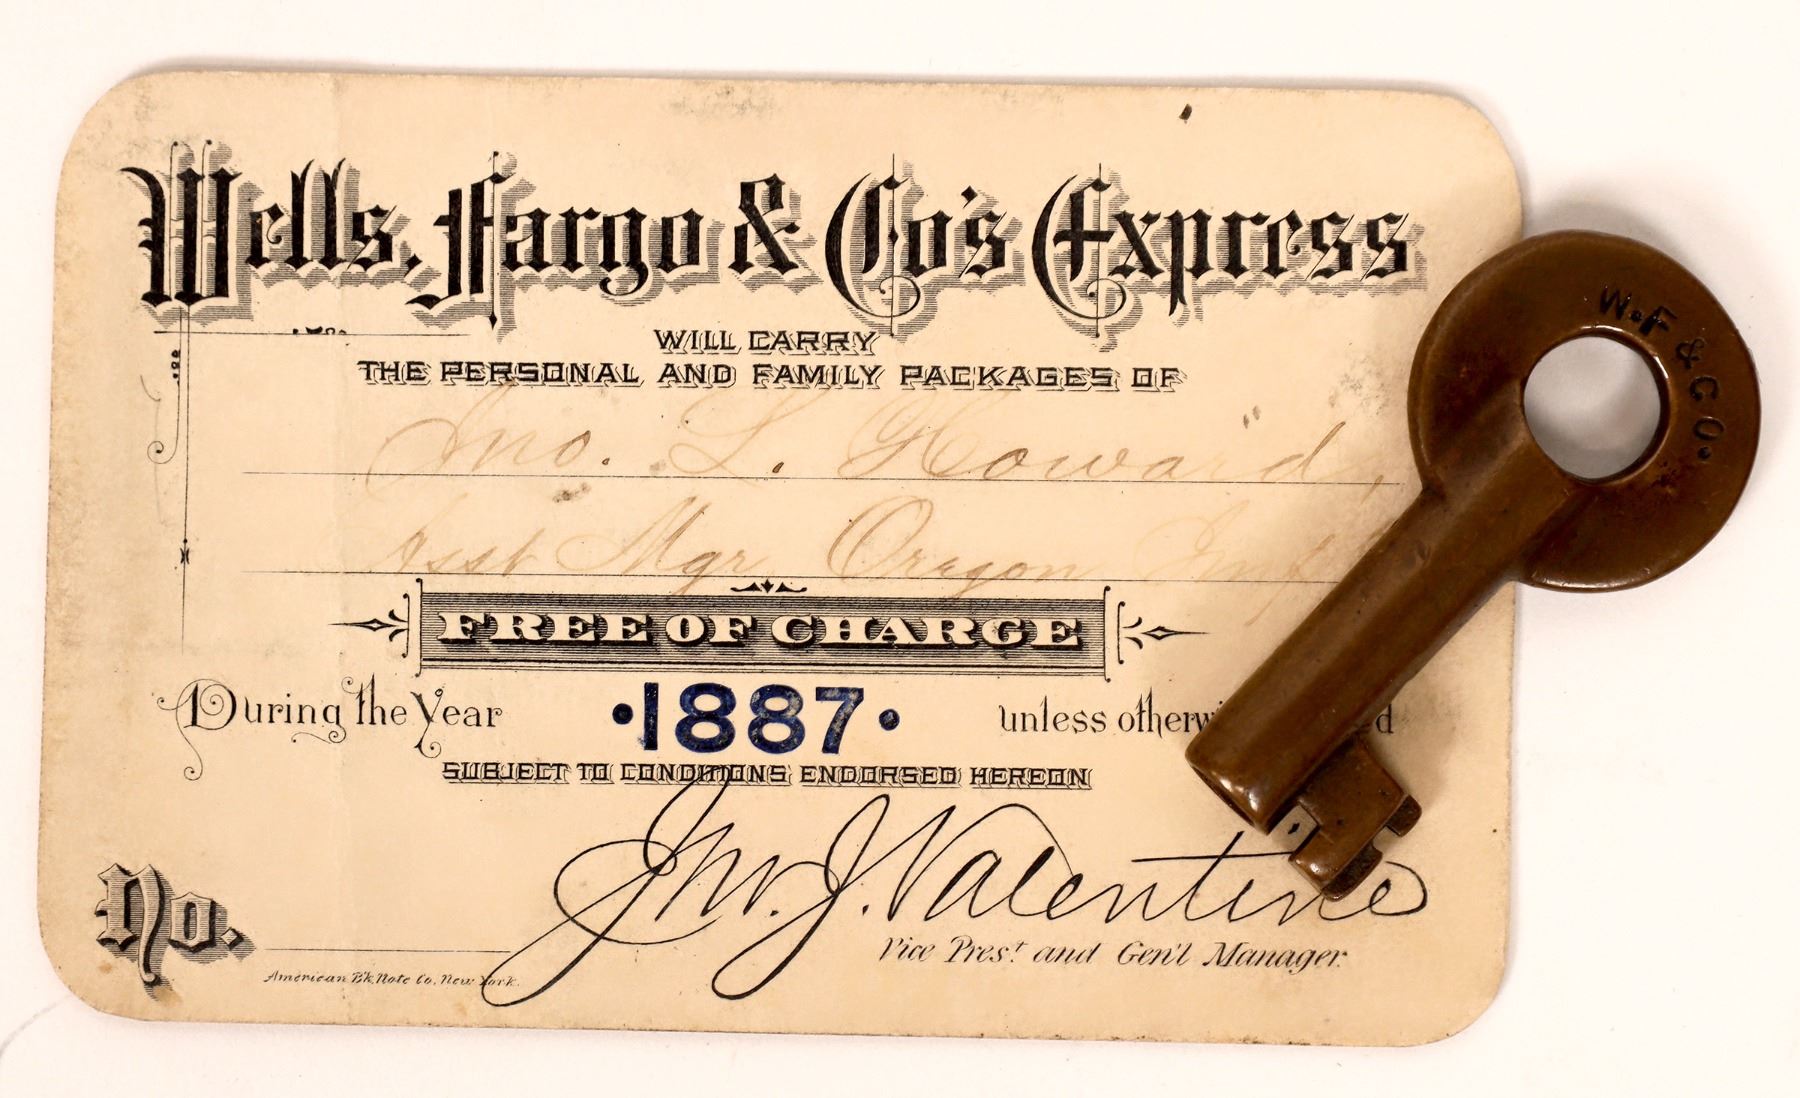 Wells, Fargo & Co's Express
WILL CARRY
THE PERSONAL AND FAMILY PACKAGES OF
Jno. L. Howard,
Asst Mgr Oregon
FREE OF CHARGE
During the Year ·1887· unless
SUBJECT TO CONDITIONS ENDORSED HEREON
Jno. J. Valentine
Vice Pres.t and Gen'l Manager.
No.
American Bk. Note Co. New York.
W.F & CO.